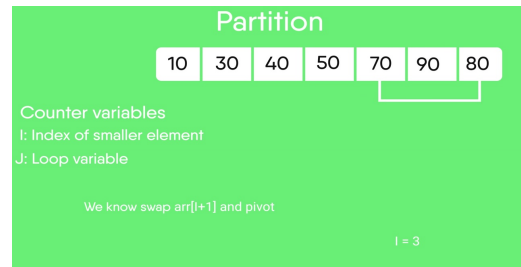 Partition
10 30 40 50 70 90 80
Counter variables
I: Index of smaller element
J: Loop variable
We know swap arr[I+1] and pivot
I = 3